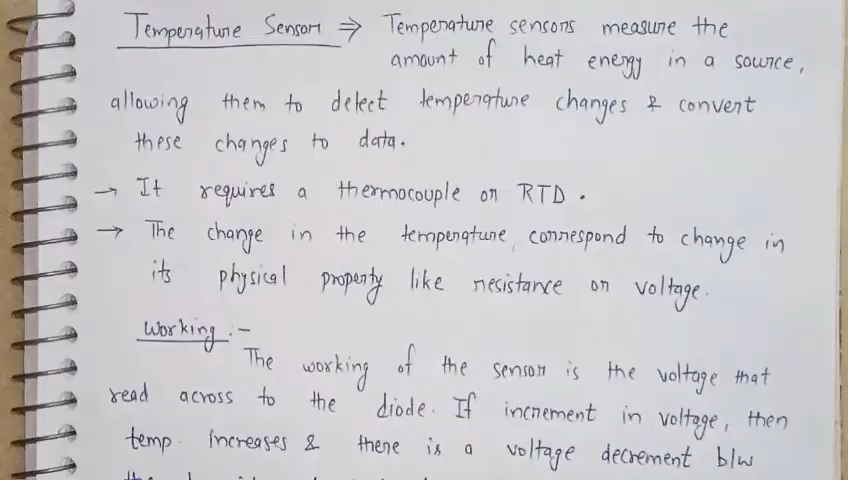 Temperature Sensor ⇒ Temperature sensors measure the
amount of heat energy in a source,
allowing them to detect temperature changes & convert
these changes to data.
→ It requires a thermocouple or RTD.
→ The change in the temperature, correspond to change in
its physical property like resistance or voltage.
Working :-
The working of the sensor is the voltage that
read across to the diode. If increment in voltage, then
temp. increases & there is a voltage decrement b/w